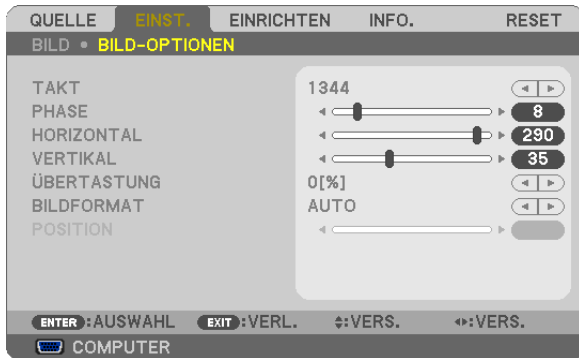 QUELLE EINST. EINRICHTEN INFO. RESET
BILD • BILD-OPTIONEN
TAKT 1344
PHASE 8
HORIZONTAL 290
VERTIKAL 35
ÜBERTASTUNG 0[%]
BILDFORMAT AUTO
POSITION
ENTER :AUSWAHL EXIT :VERL. :VERS. :VERS.
COMPUTER